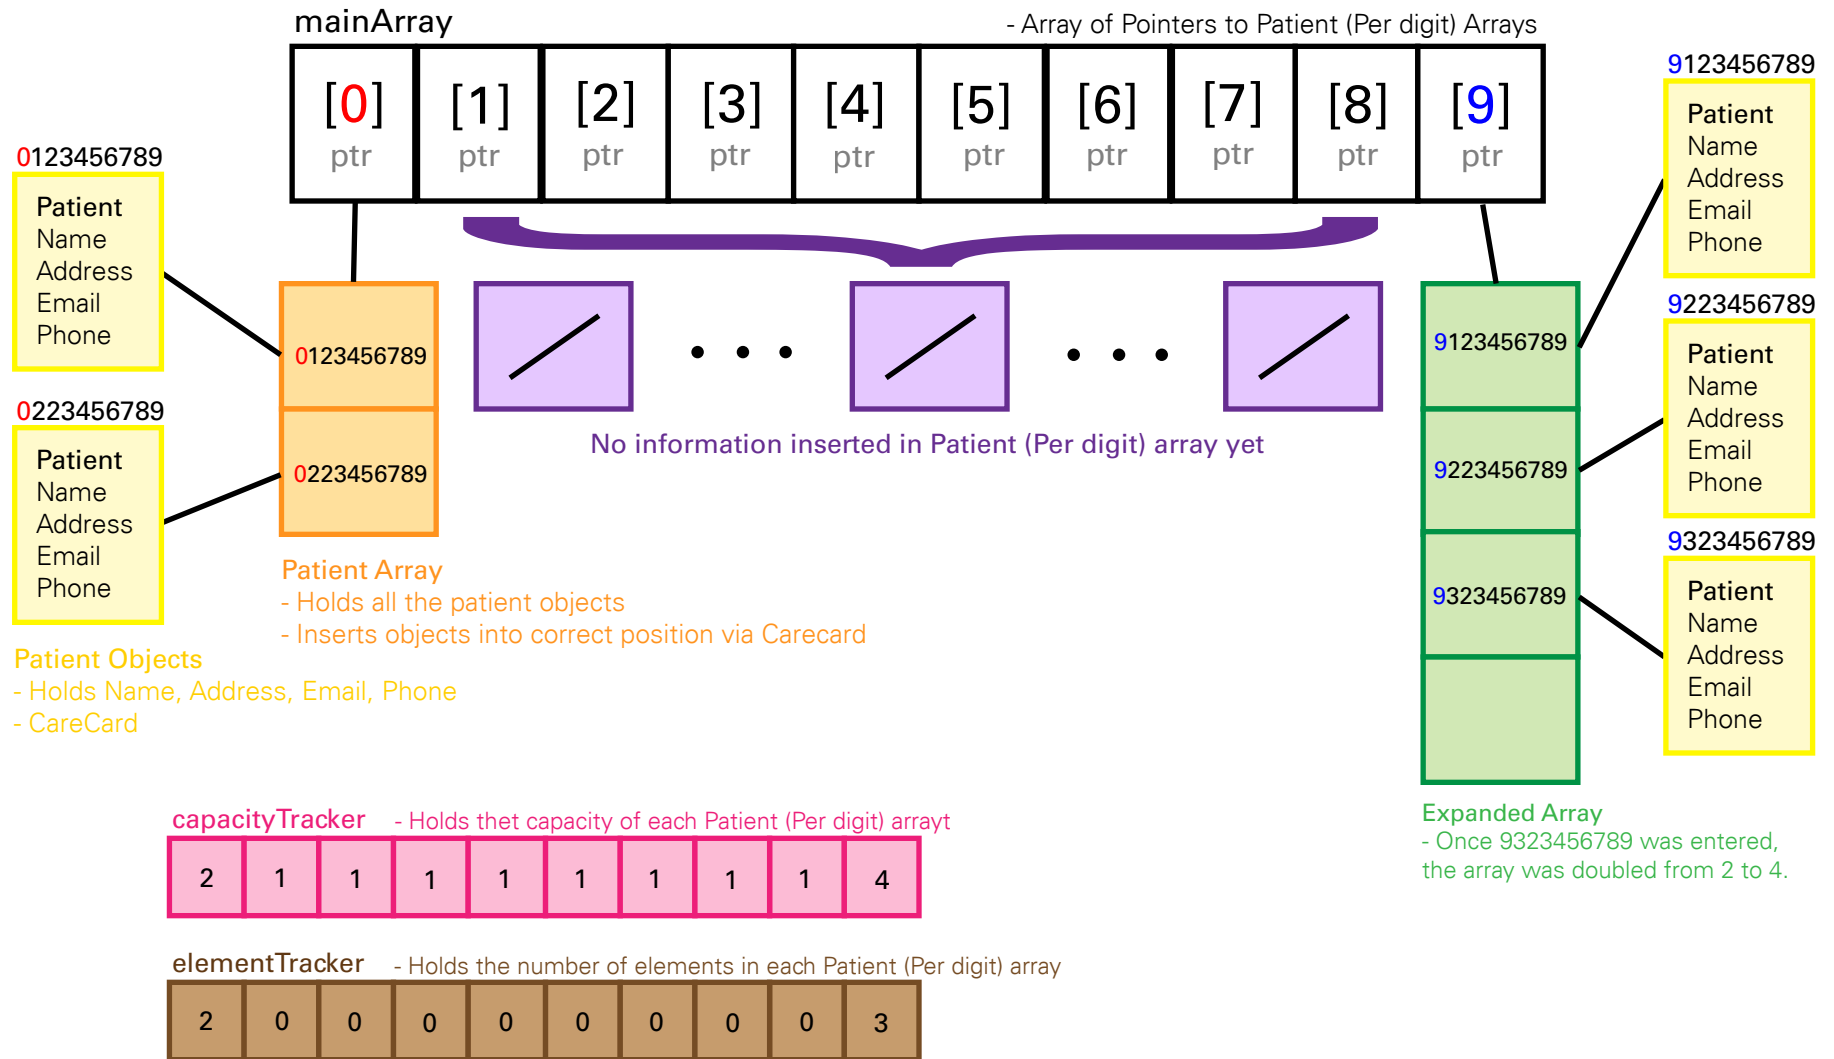 mainArray - Array of Pointers to Patient (Per digit) Arrays
[0] [1] [2] [3] [4] [5] [6] [7] [8] [9]
ptr ptr ptr ptr ptr ptr ptr ptr ptr ptr
0123456789
Patient
Name
Address
Email
Phone
0223456789
Patient
Name
Address
Email
Phone
Patient Objects
- Holds Name, Address, Email, Phone
- CareCard
0123456789
0223456789
Patient Array
- Holds all the patient objects
- Inserts objects into correct position via Carecard
No information inserted in Patient (Per digit) array yet
9123456789
9223456789
9323456789
Expanded Array
- Once 9323456789 was entered,
the array was doubled from 2 to 4.
9123456789
Patient
Name
Address
Email
Phone
9223456789
Patient
Name
Address
Email
Phone
9323456789
Patient
Name
Address
Email
Phone
capacityTracker - Holds thet capacity of each Patient (Per digit) arrayt
2 1 1 1 1 1 1 1 1 4
elementTracker - Holds the number of elements in each Patient (Per digit) array
2 0 0 0 0 0 0 0 0 3